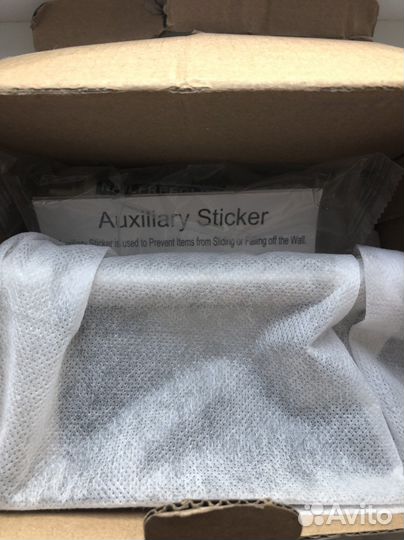 Auxiliary Sticker
Sticker is used to Prevent Items from Sliding or Falling off the Wall.
Avito